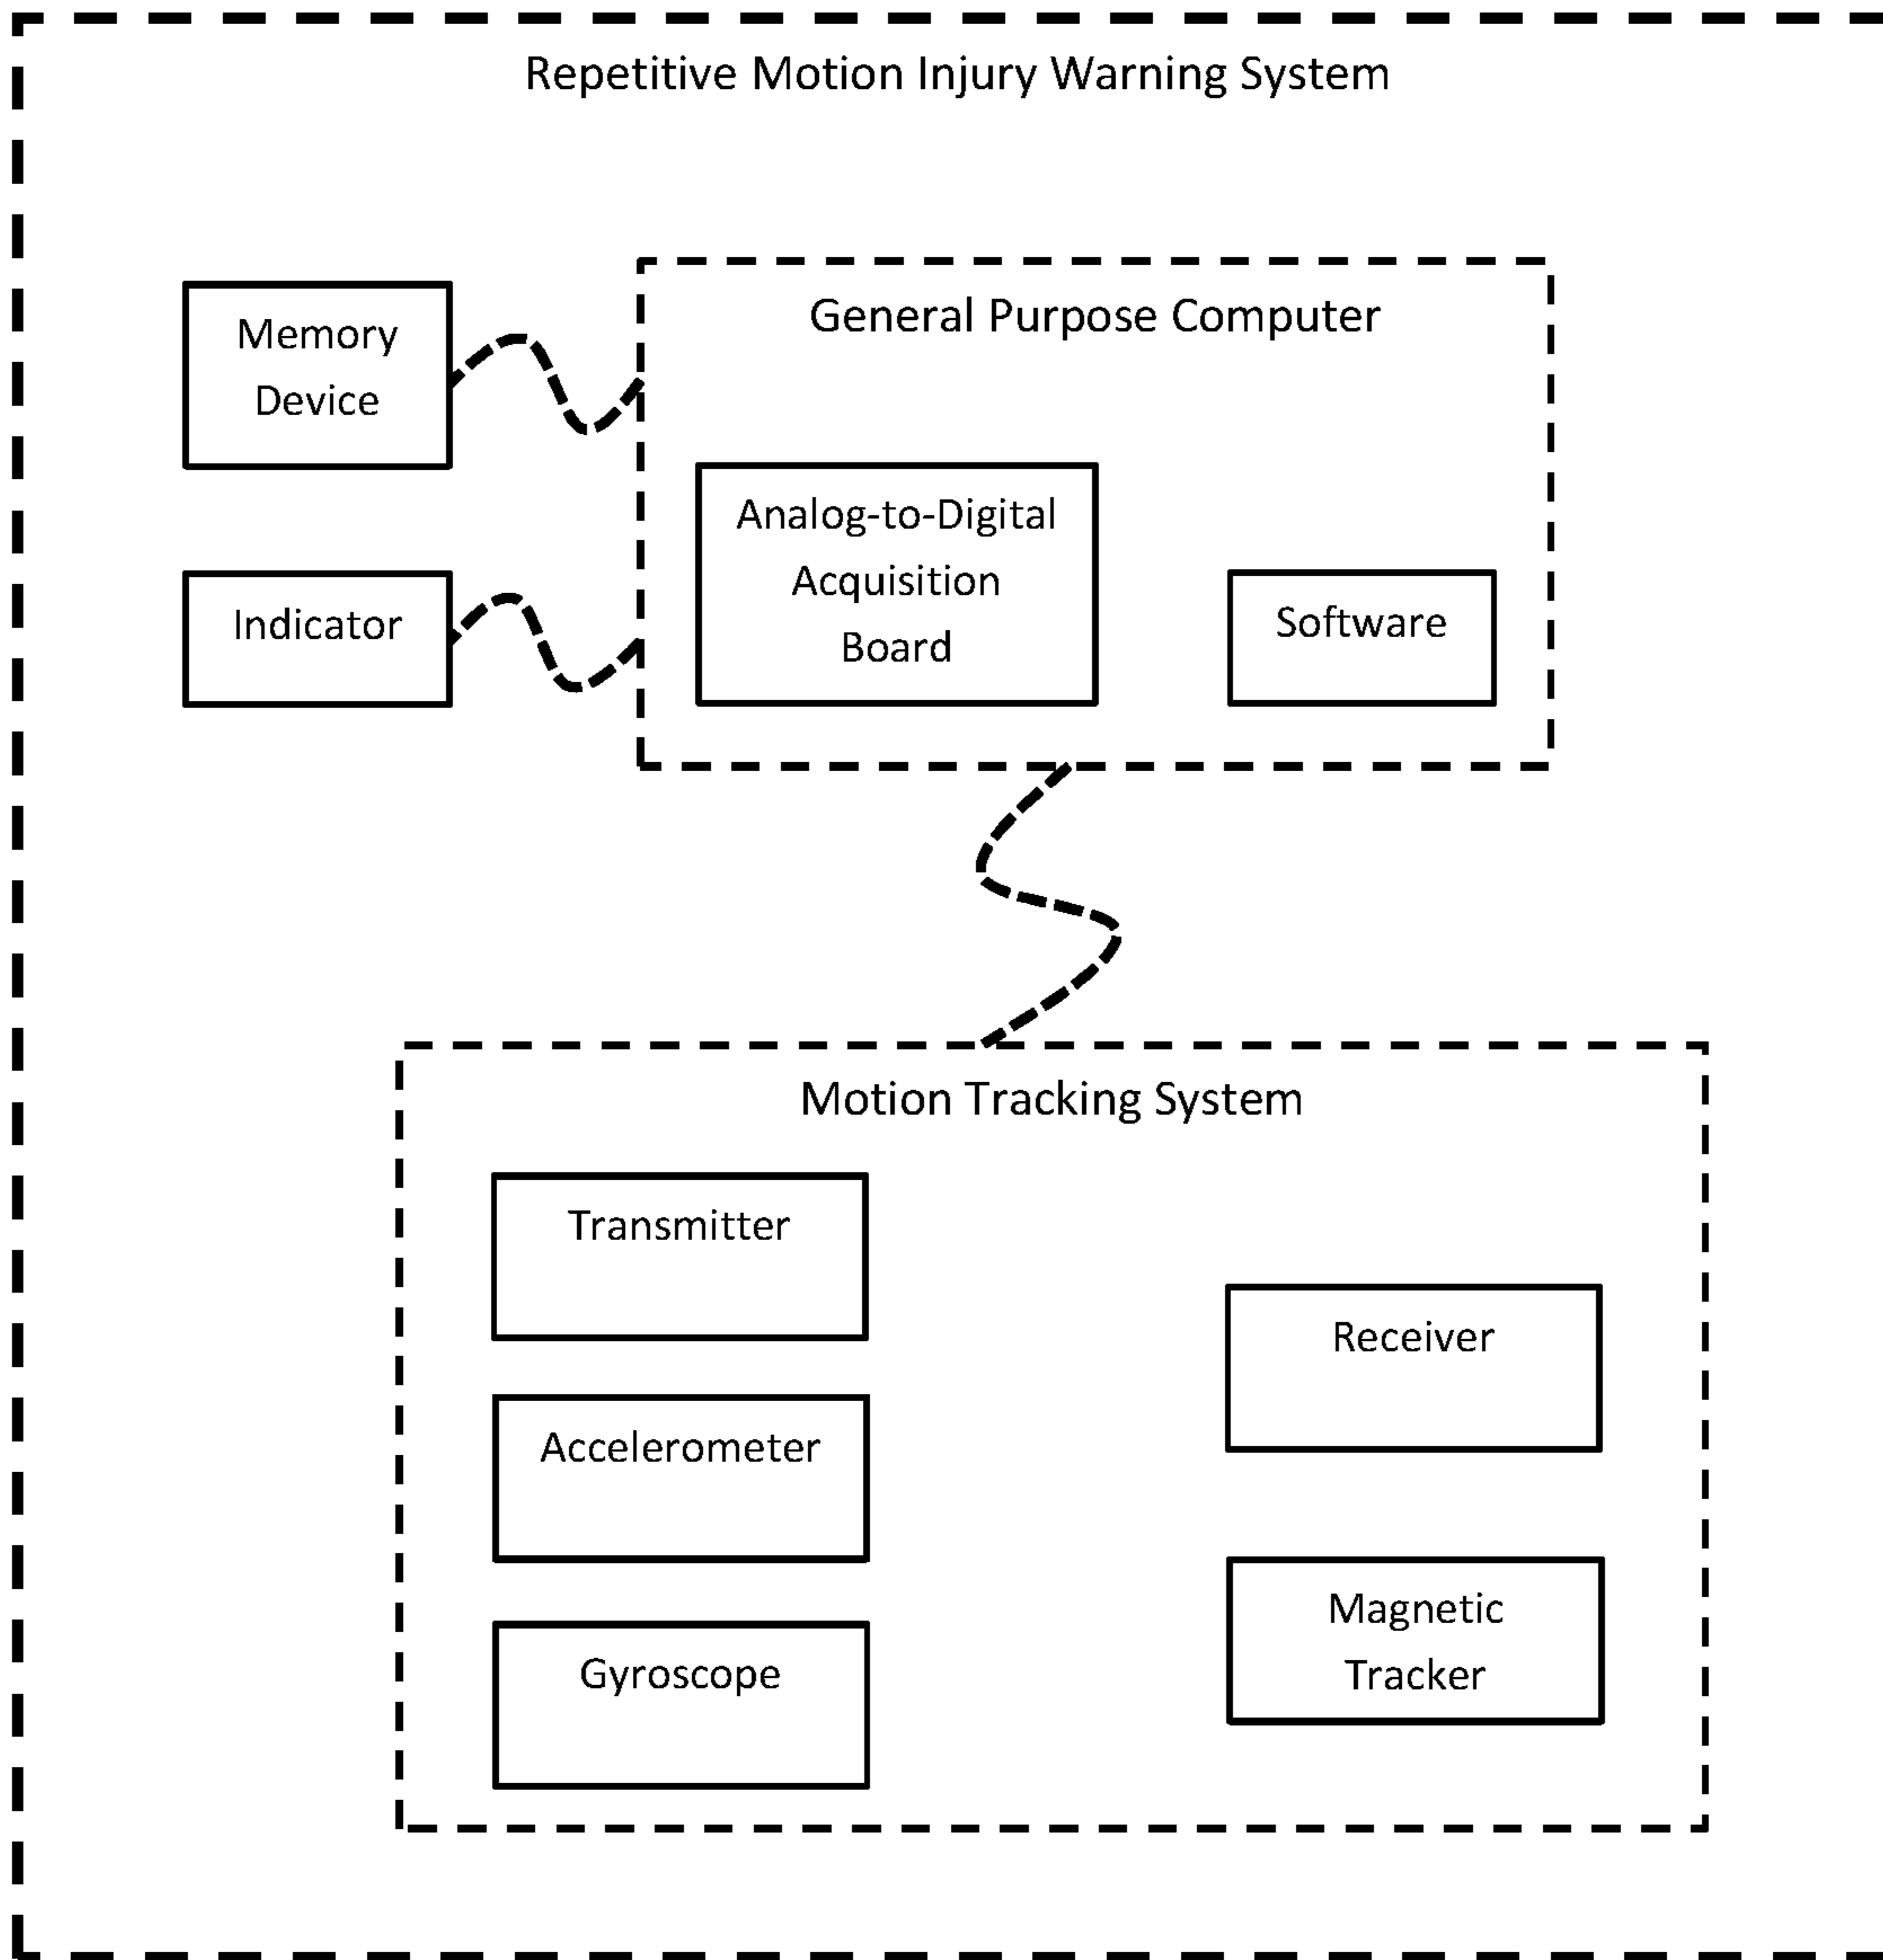 Repetitive Motion Injury Warning System
Memory
Device
General Purpose Computer
Analog-to-Digital
Acquisition
Board
Software
Indicator
Motion Tracking System
Transmitter
Receiver
Accelerometer
Magnetic
Tracker
Gyroscope